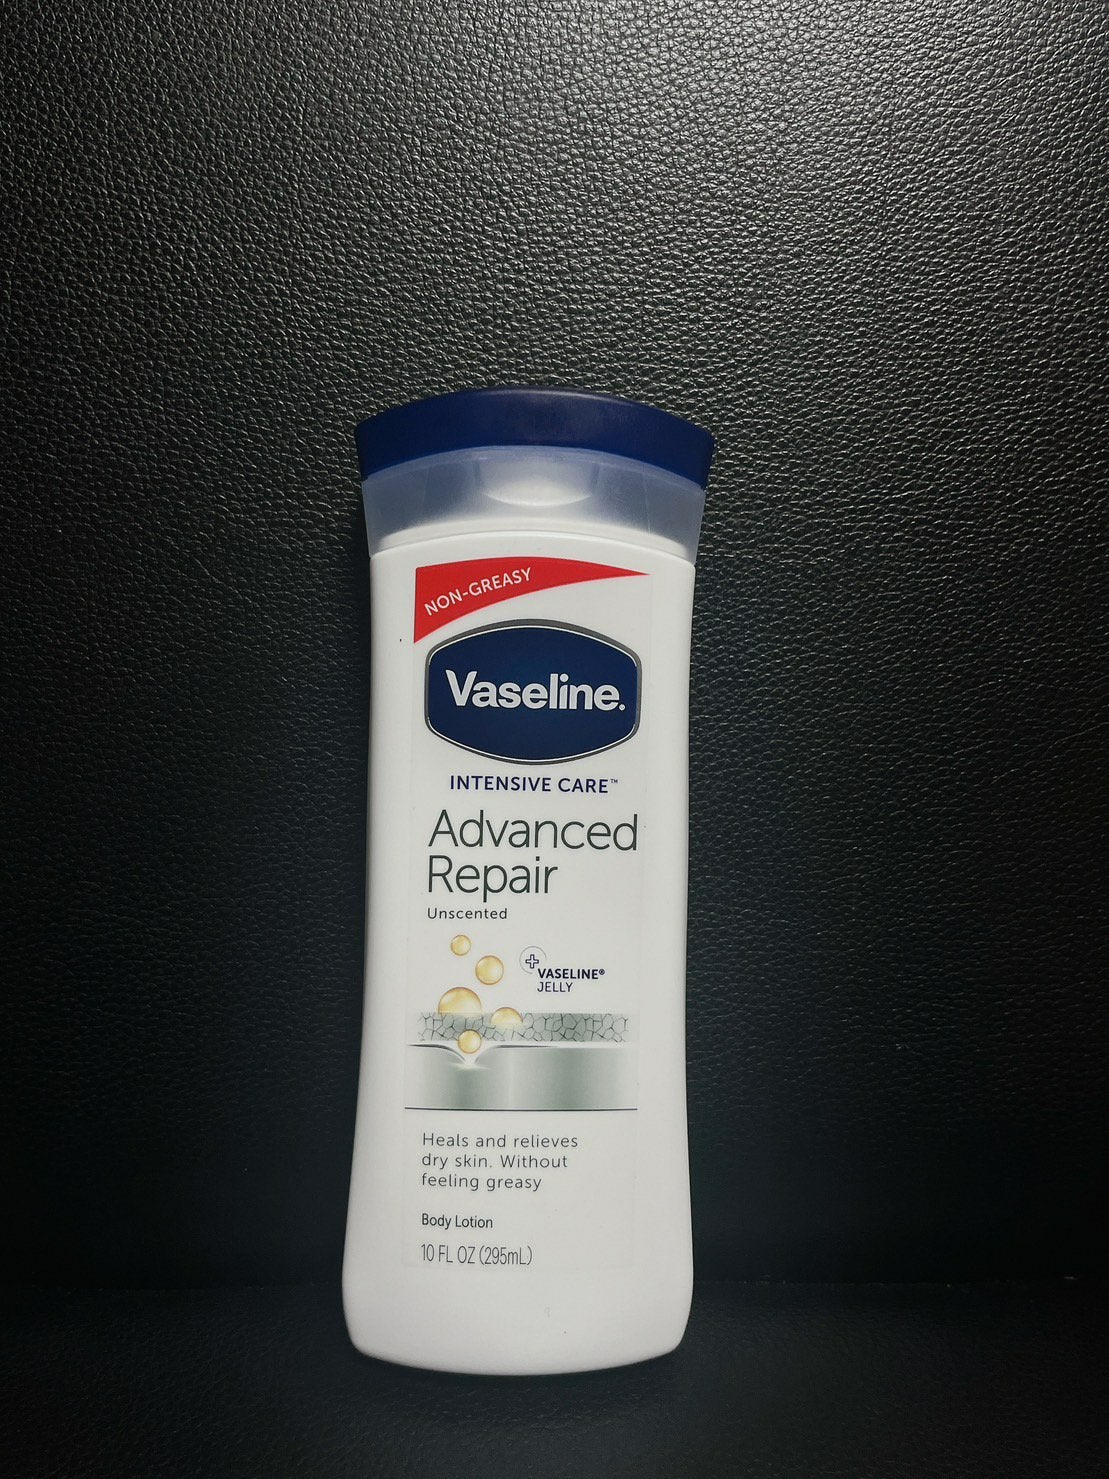 NON-GREASY
Vaseline.
INTENSIVE CARE™
Advanced
Repair
Unscented
VASELINE®
JELLY
Heals and relieves
dry skin. Without
feeling greasy
Body Lotion
10 FL OZ (295mL)